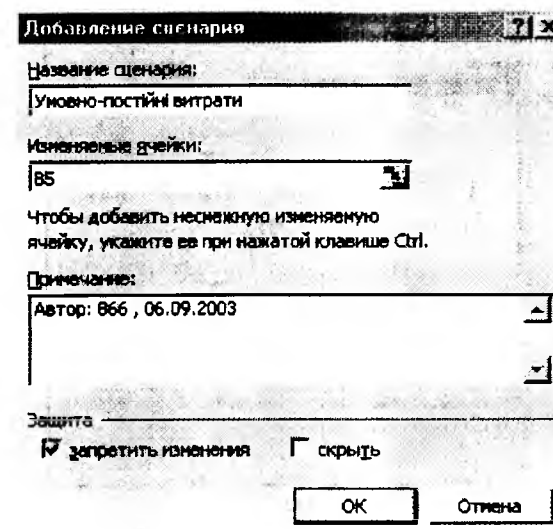 Добавление сценария
Название сценария:
Умовно-постійні витрати
Изменяемые ячейки:
B5
Чтобы добавить несмежную изменяемую
ячейку, укажите ее при нажатой клавише Ctrl.
Примечание:
Автор: 866 , 06.09.2003
Защита
запретить изменения скрыть
ОК Отмена